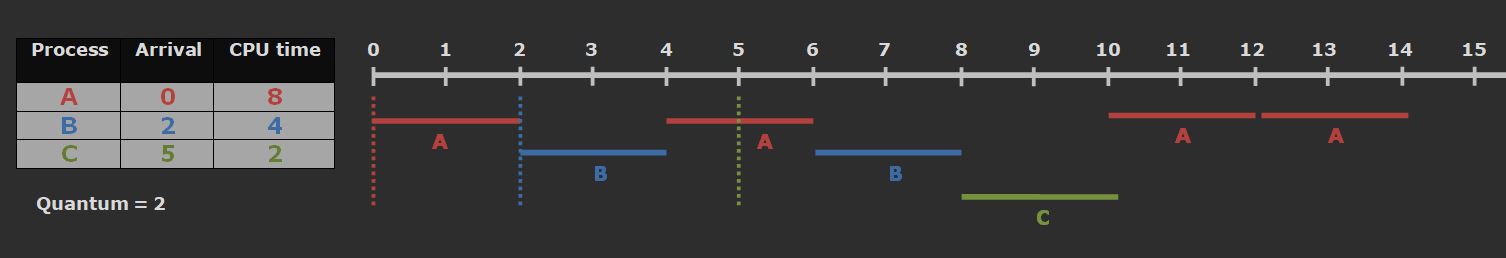 0 1 2 3 4 5 6 7 8 9 10 11 12 13 14 15
Process Arrival CPU time
A 0 8
B 2 4
C 5 2
A A A A
B B
C
Quantum = 2